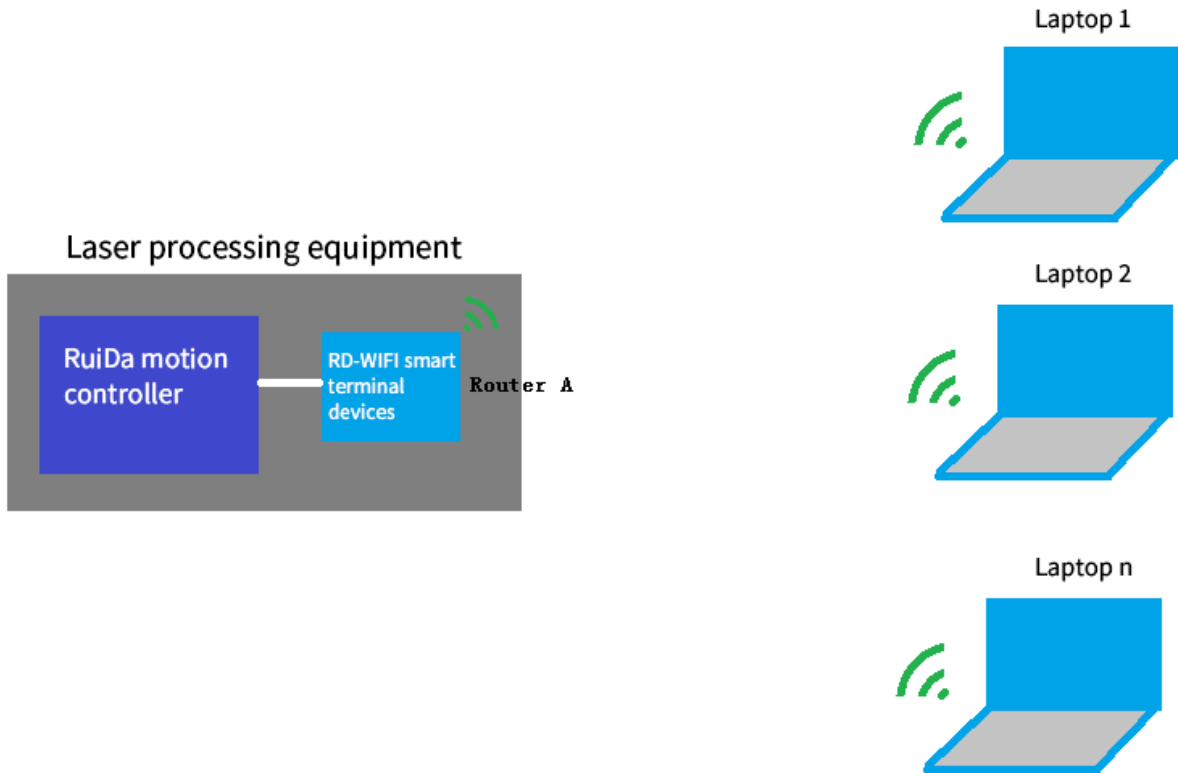 Laptop 1
Laser processing equipment
RuiDa motion
controller
RD-WIFI smart
terminal
devices
Router A
Laptop 2
Laptop n